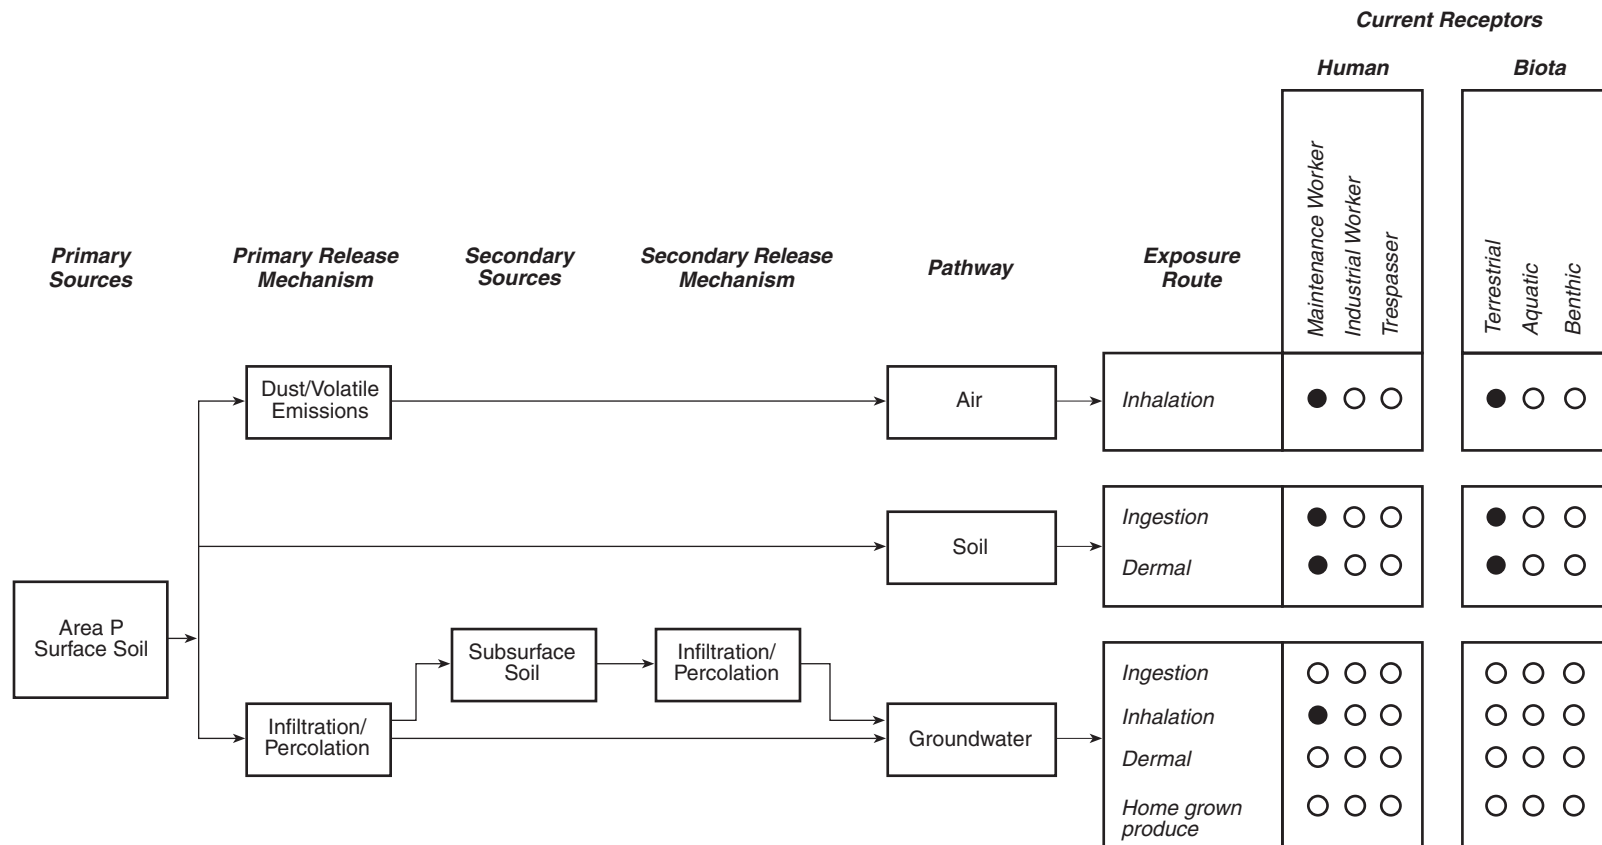 Current Receptors
Human
Biota
Maintenance Worker
Industrial Worker
Trespasser
Terrestrial
Aquatic
Benthic
Primary
Sources
Primary Release
Mechanism
Secondary
Sources
Secondary Release
Mechanism
Pathway
Exposure
Route
Dust/Volatile
Emissions
Air
Inhalation
Soil
Ingestion
Dermal
Area P
Surface Soil
Subsurface
Soil
Infiltration/
Percolation
Infiltration/
Percolation
Groundwater
Ingestion
Inhalation
Dermal
Home grown
produce